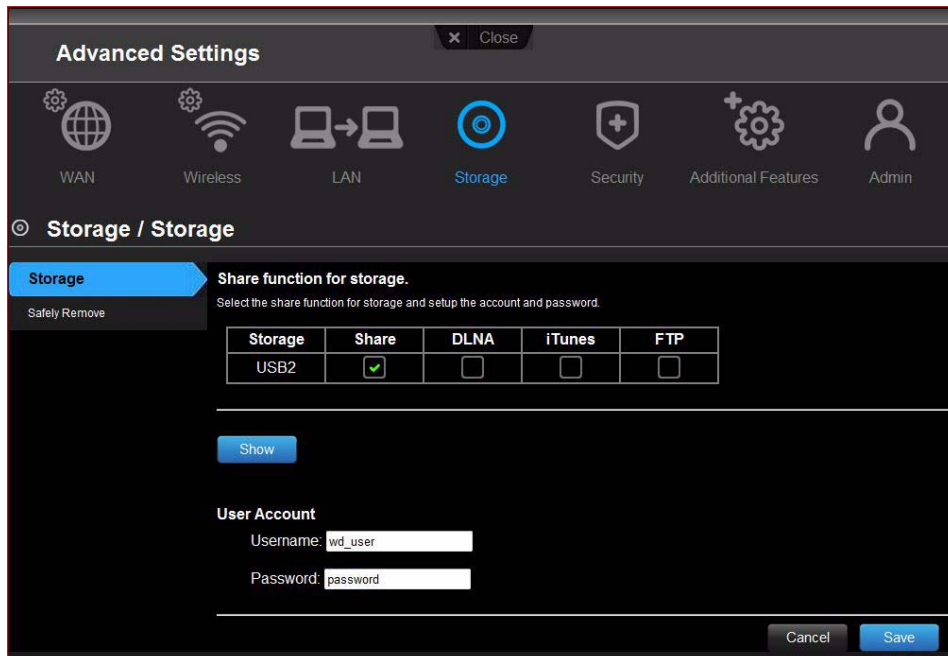 Close
Advanced Settings
WAN Wireless LAN Storage Security Additional Features Admin
Storage / Storage
Storage
Safely Remove
Share function for storage.
Select the share function for storage and setup the account and password.
Storage Share DLNA iTunes FTP
USB2
Show
User Account
Username: wd_user
Password: password
Cancel Save